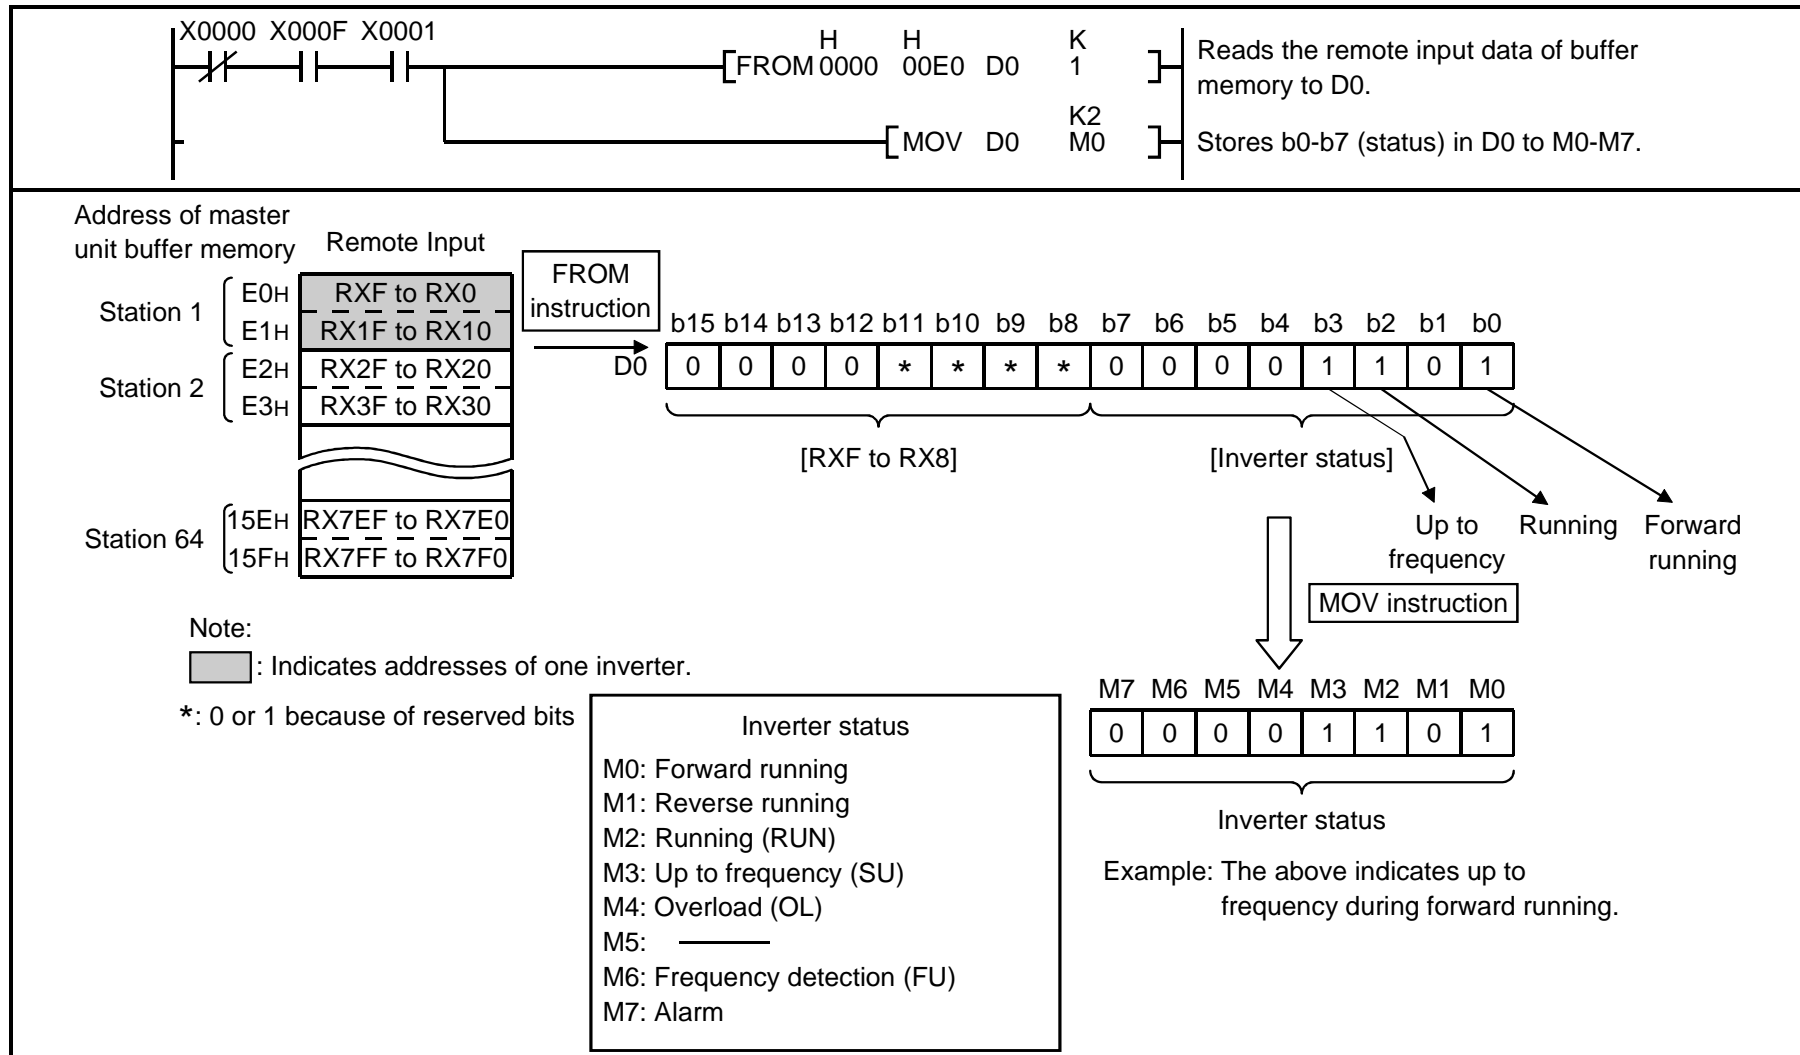 X0000 X000F X0001
H H K
FROM 0000 00E0 D0 1
Reads the remote input data of buffer
memory to D0.
K2
MOV D0 M0
Stores b0-b7 (status) in D0 to M0-M7.
Address of master
unit buffer memory
Remote Input
FROM
instruction
Station 1
E0H RXF to RX0
E1H RX1F to RX10
Station 2
E2H RX2F to RX20
E3H RX3F to RX30
Station 64
15EH RX7EF to RX7E0
15FH RX7FF to RX7F0
b15 b14 b13 b12 b11 b10 b9 b8 b7 b6 b5 b4 b3 b2 b1 b0
D0 0 0 0 0 * * * * 0 0 0 0 1 1 0 1
[RXF to RX8] [Inverter status]
Up to
frequency
Running
Forward
running
MOV instruction
Note:
: Indicates addresses of one inverter.
*: 0 or 1 because of reserved bits
M7 M6 M5 M4 M3 M2 M1 M0
0 0 0 0 1 1 0 1
Inverter status
Example: The above indicates up to
frequency during forward running.
Inverter status
M0: Forward running
M1: Reverse running
M2: Running (RUN)
M3: Up to frequency (SU)
M4: Overload (OL)
M5: ———
M6: Frequency detection (FU)
M7: Alarm